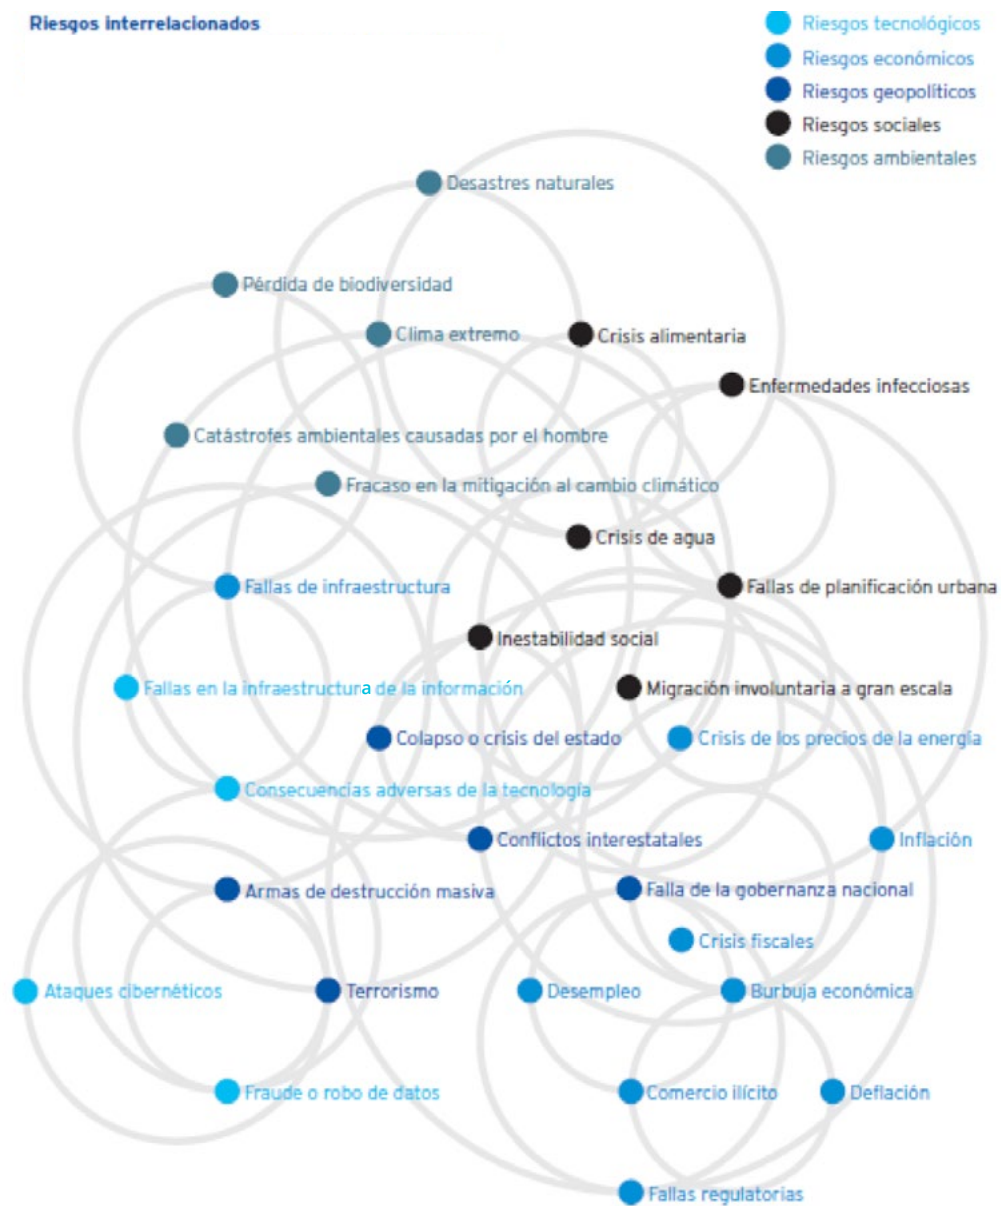 Riesgos interrelacionados
Riesgos tecnológicos
Riesgos económicos
Riesgos geopolíticos
Riesgos sociales
Riesgos ambientales
Desastres naturales
Pérdida de biodiversidad
Clima extremo
Crisis alimentaria
Enfermedades infecciosas
Catástrofes ambientales causadas por el hombre
Fracaso en la mitigación al cambio climático
Crisis de agua
Fallas de infraestructura
Fallas de planificación urbana
Inestabilidad social
Fallas en la infraestructura de la información
Migración involuntaria a gran escala
Colapso o crisis del estado
Crisis de los precios de la energía
Consecuencias adversas de la tecnología
Conflictos interestatales
Inflación
Armas de destrucción masiva
Falla de la gobernanza nacional
Crisis fiscales
Ataques cibernéticos
Terrorismo
Desempleo
Burbuja económica
Fraude o robo de datos
Comercio ilícito
Deflación
Fallas regulatorias